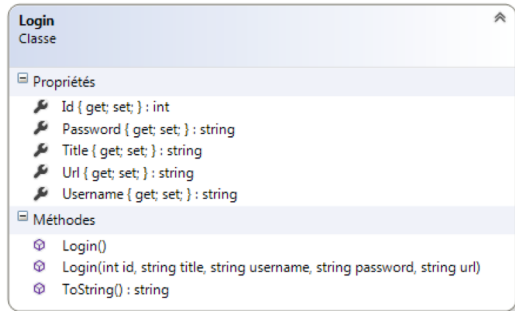 Login
Classe
Propriétés
Id { get; set; } : int
Password { get; set; } : string
Title { get; set; } : string
Url { get; set; } : string
Username { get; set; } : string
Méthodes
Login()
Login(int id, string title, string username, string password, string url)
ToString() : string